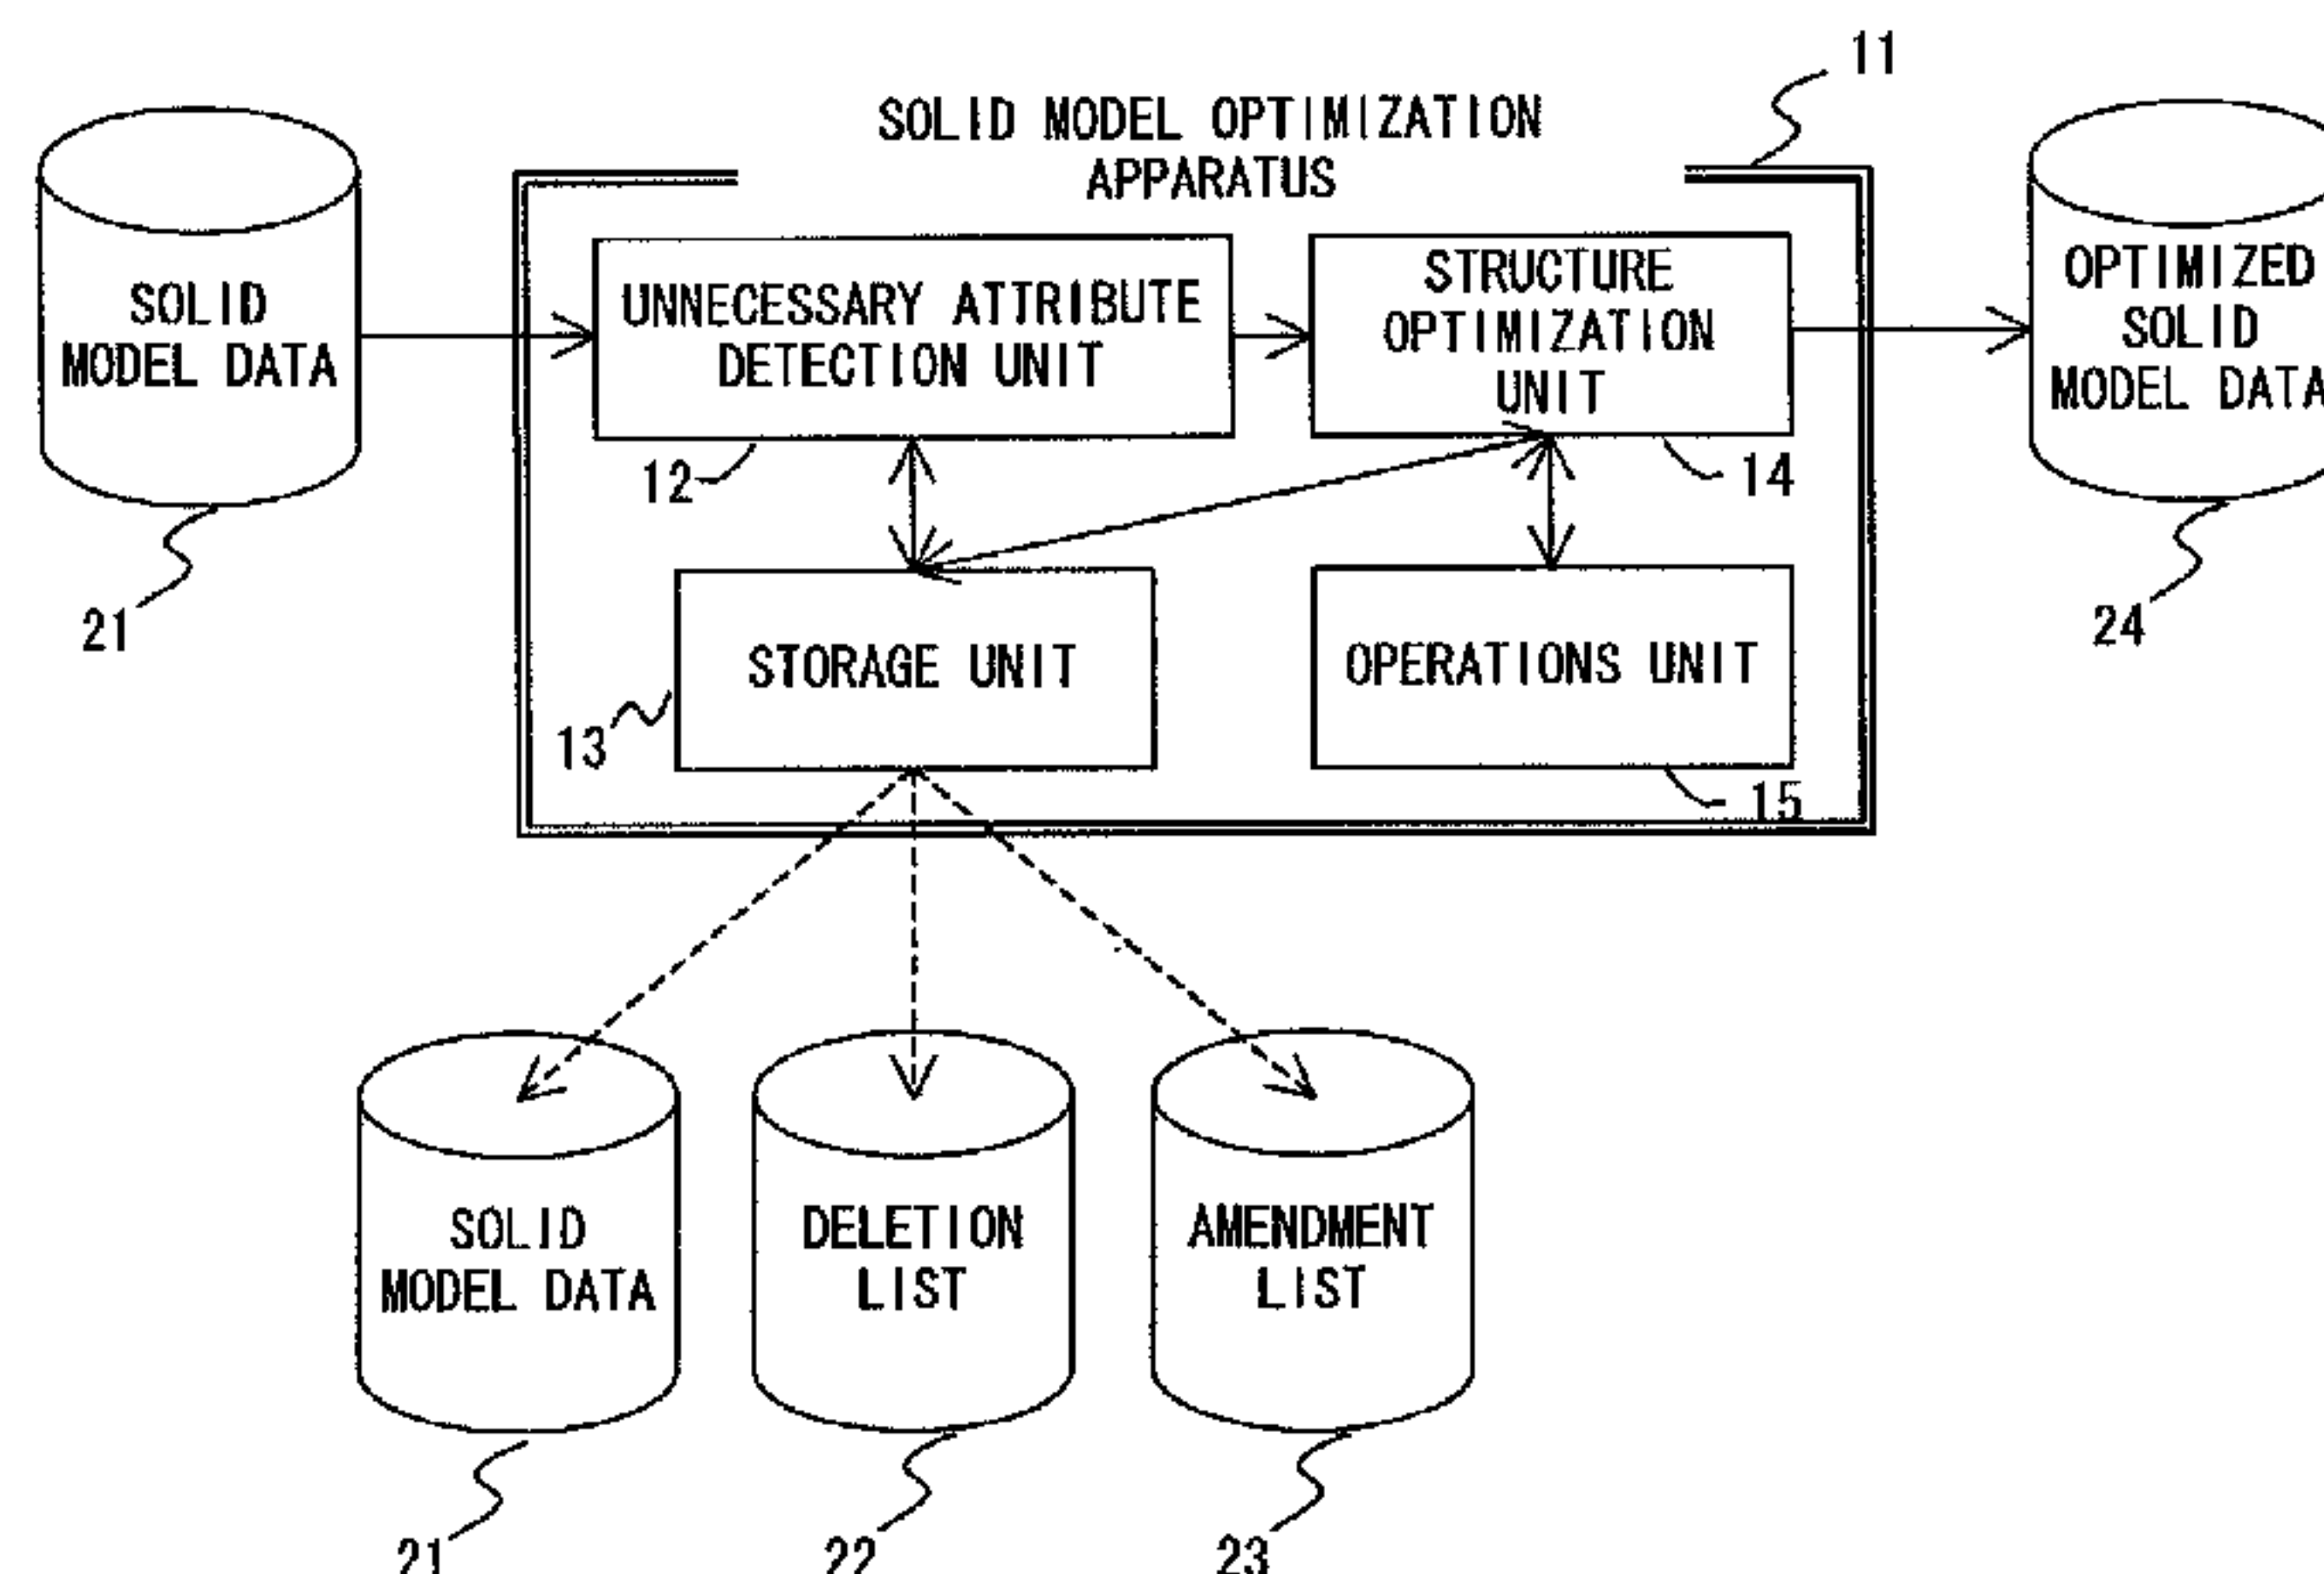 11
SOLID MODEL OPTIMIZATION
APPARATUS
SOLID
MODEL DATA
UNNECESSARY ATTRIBUTE
DETECTION UNIT
STRUCTURE
OPTIMIZATION
UNIT
OPTIMIZED
SOLID
MODEL DATA
12
14
21
24
STORAGE UNIT
OPERATIONS UNIT
13
15
SOLID
MODEL DATA
DELETION
LIST
AMENDMENT
LIST
21
22
23